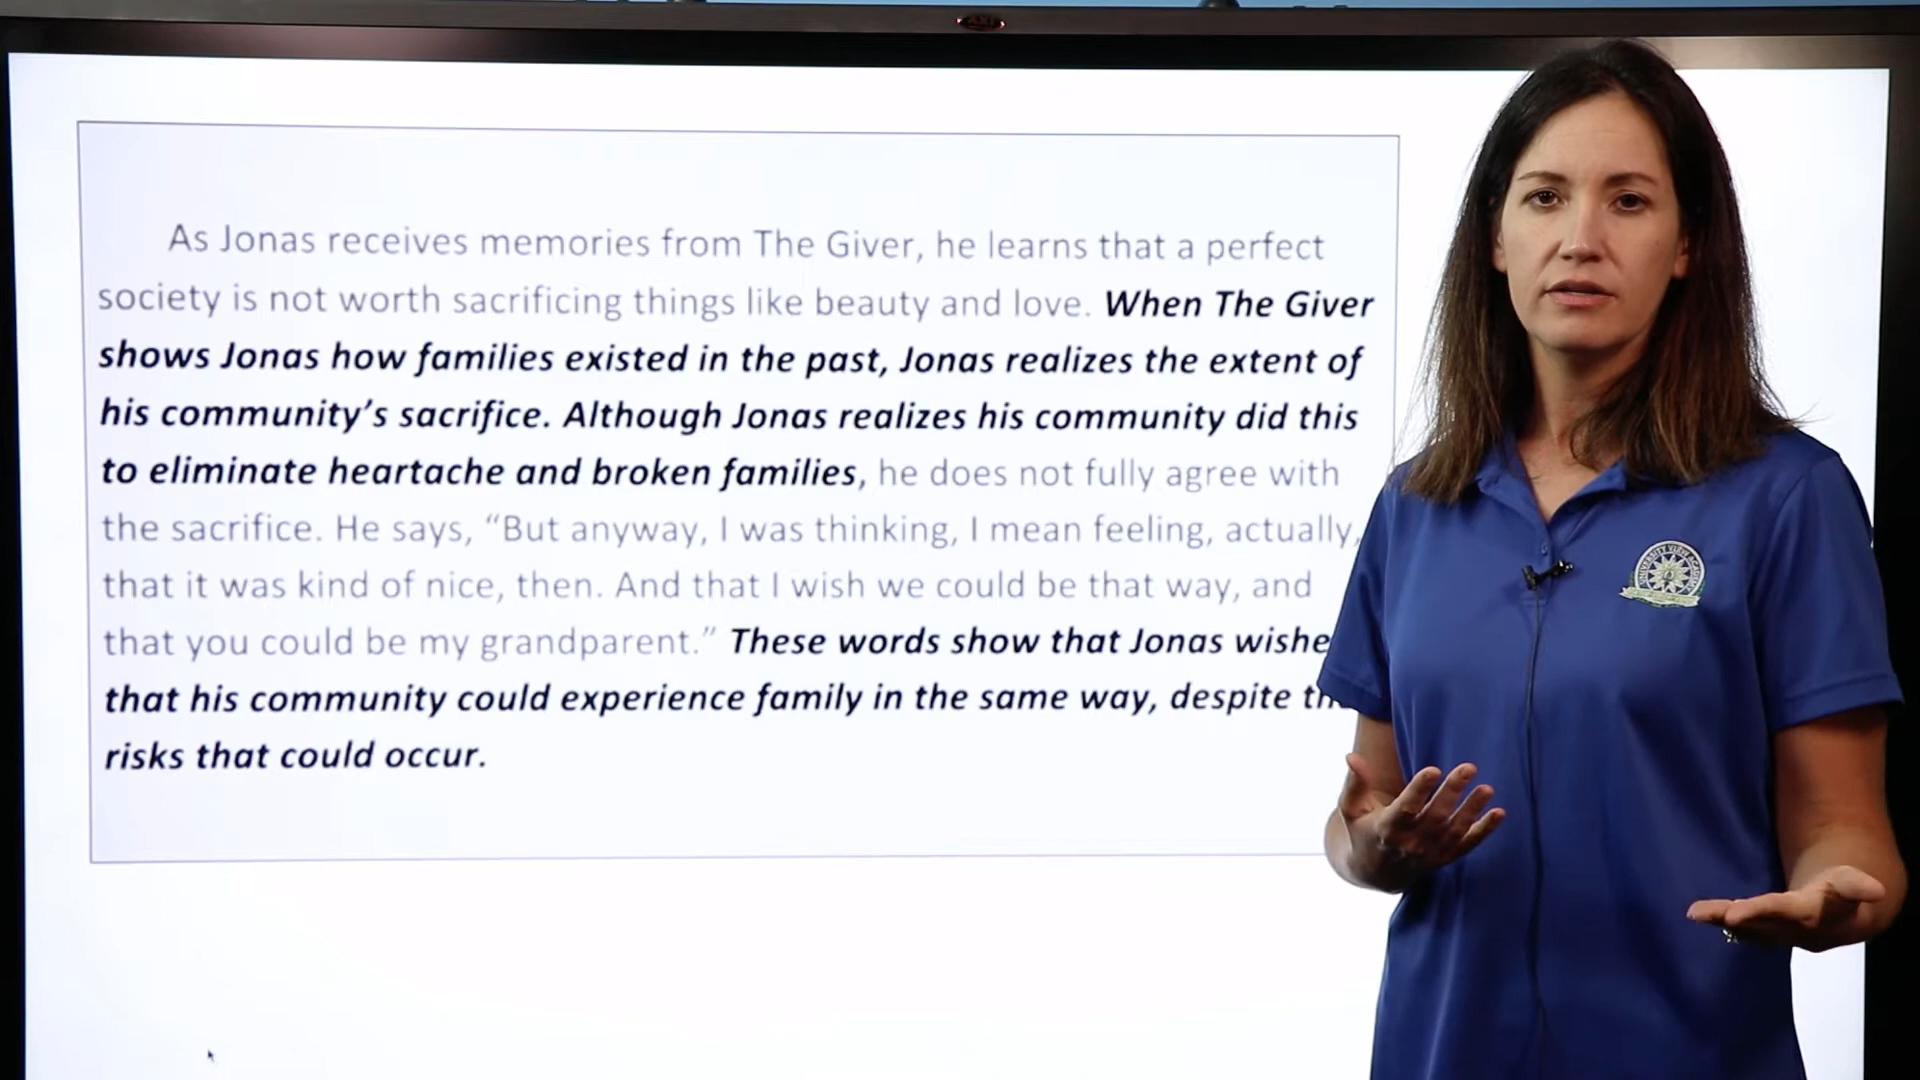 As Jonas receives memories from The Giver, he learns that a perfect
society is not worth sacrificing things like beauty and love. When The Giver
shows Jonas how families existed in the past, Jonas realizes the extent of
his community's sacrifice. Although Jonas realizes his community did this
to eliminate heartache and broken families, he does not fully agree with
the sacrifice. He says, “But anyway, I was thinking, I mean feeling, actually,
that it was kind of nice, then. And that I wish we could be that way, and
that you could be my grandparent.” These words show that Jonas
that his community could experience family in the same way, despite
risks that could occur.
UNIVERSITY VIEW ACADEMY